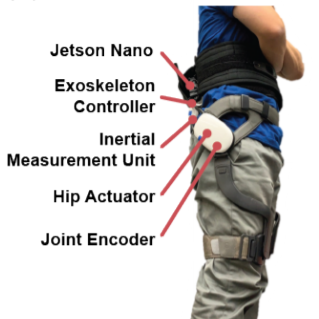 Jetson Nano
Exoskeleton
Controller
Inertial
Measurement Unit
Hip Actuator
Joint Encoder